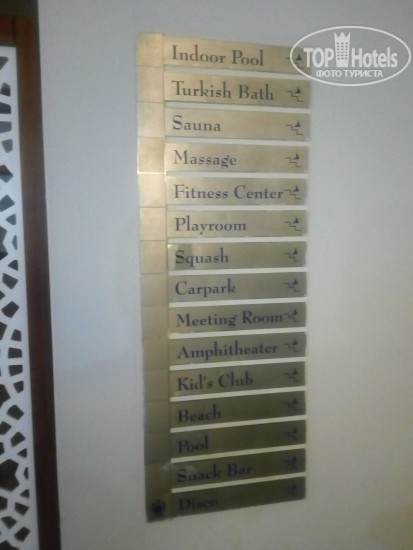 TOP Hotels
ФОТО ТУРИСТА
Indoor Pool
Turkish Bath
Sauna
Massage
Fitness Center
Playroom
Squash
Carpark
Meeting Room
Amphitheater
Kid's Club
Beach
Pool
Snack Bar
Disco